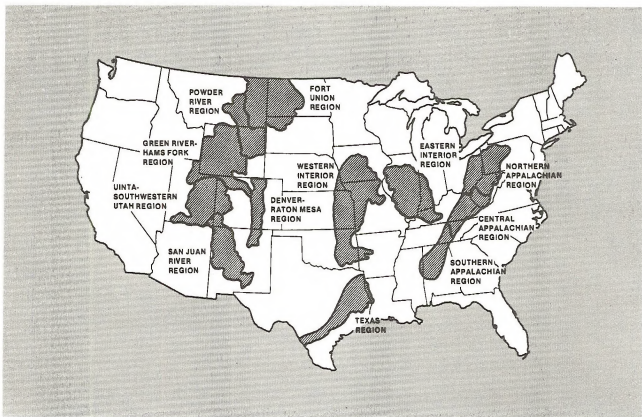 POWDER
RIVER
REGION
FORT
UNION
REGION
GREEN RIVER-
HAMS FORK
REGION
WESTERN
INTERIOR
REGION
EASTERN
INTERIOR
REGION
NORTHERN
APPALACHIAN
REGION
UINTA-
SOUTHWESTERN
UTAH REGION
DENVER-
RATON MESA
REGION
CENTRAL
APPALACHIAN
REGION
SAN JUAN
RIVER
REGION
SOUTHERN
APPALACHIAN
REGION
TEXAS
REGION